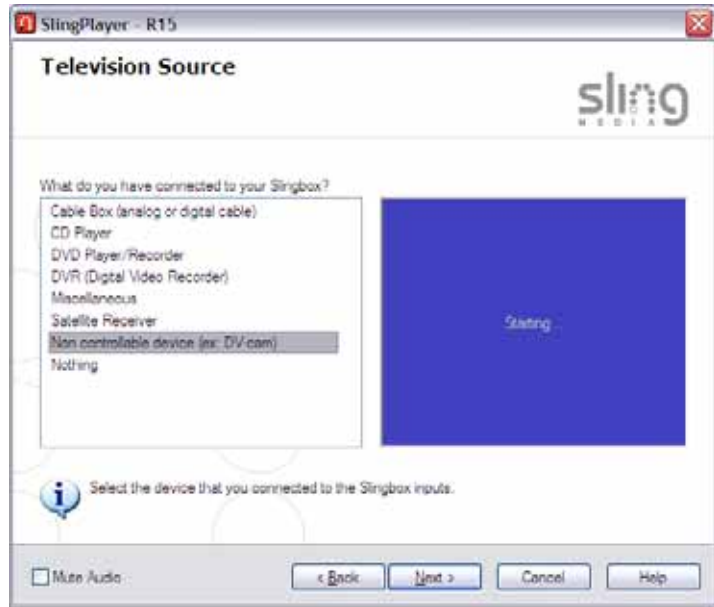 SlingPlayer - R15
Television Source
sling
MEDIA
What do you have connected to your Slingbox?
Cable Box (analog or digital cable)
CD Player
DVD Player/Recorder
DVR (Digital Video Recorder)
Miscellaneous
Satellite Receiver
Non controllable device (ex: DV-cam)
Nothing
Starting...
Select the device that you connected to the Slingbox inputs.
Mute Audio
< Back
Next >
Cancel
Help